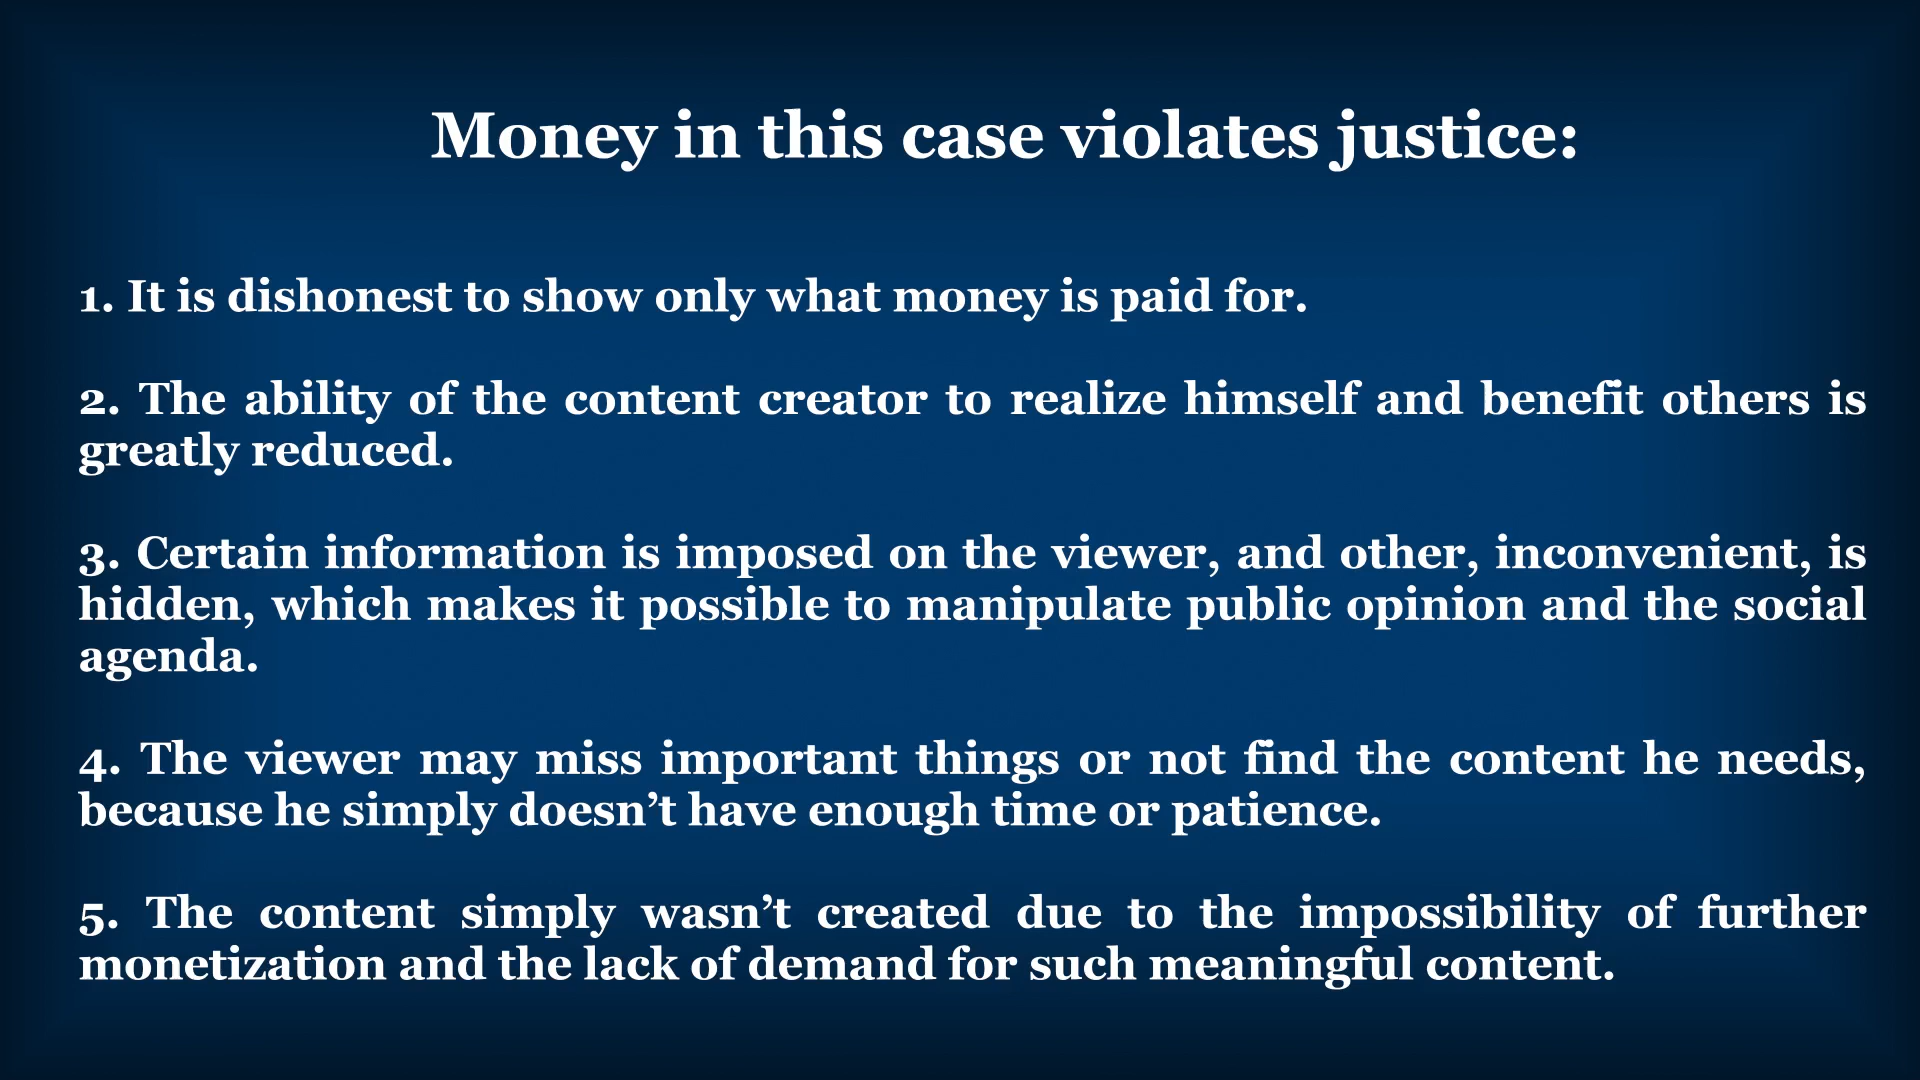 Money in this case violates justice:
1. It is dishonest to show only what money is paid for.
2. The ability of the content creator to realize himself and benefit others is
greatly reduced.
3. Certain information is imposed on the viewer, and other, inconvenient, is
hidden, which makes it possible to manipulate public opinion and the social
agenda.
4. The viewer may miss important things or not find the content he needs,
because he simply doesn’t have enough time or patience.
5. The content simply wasn’t created due to the impossibility of further
monetization and the lack of demand for such meaningful content.